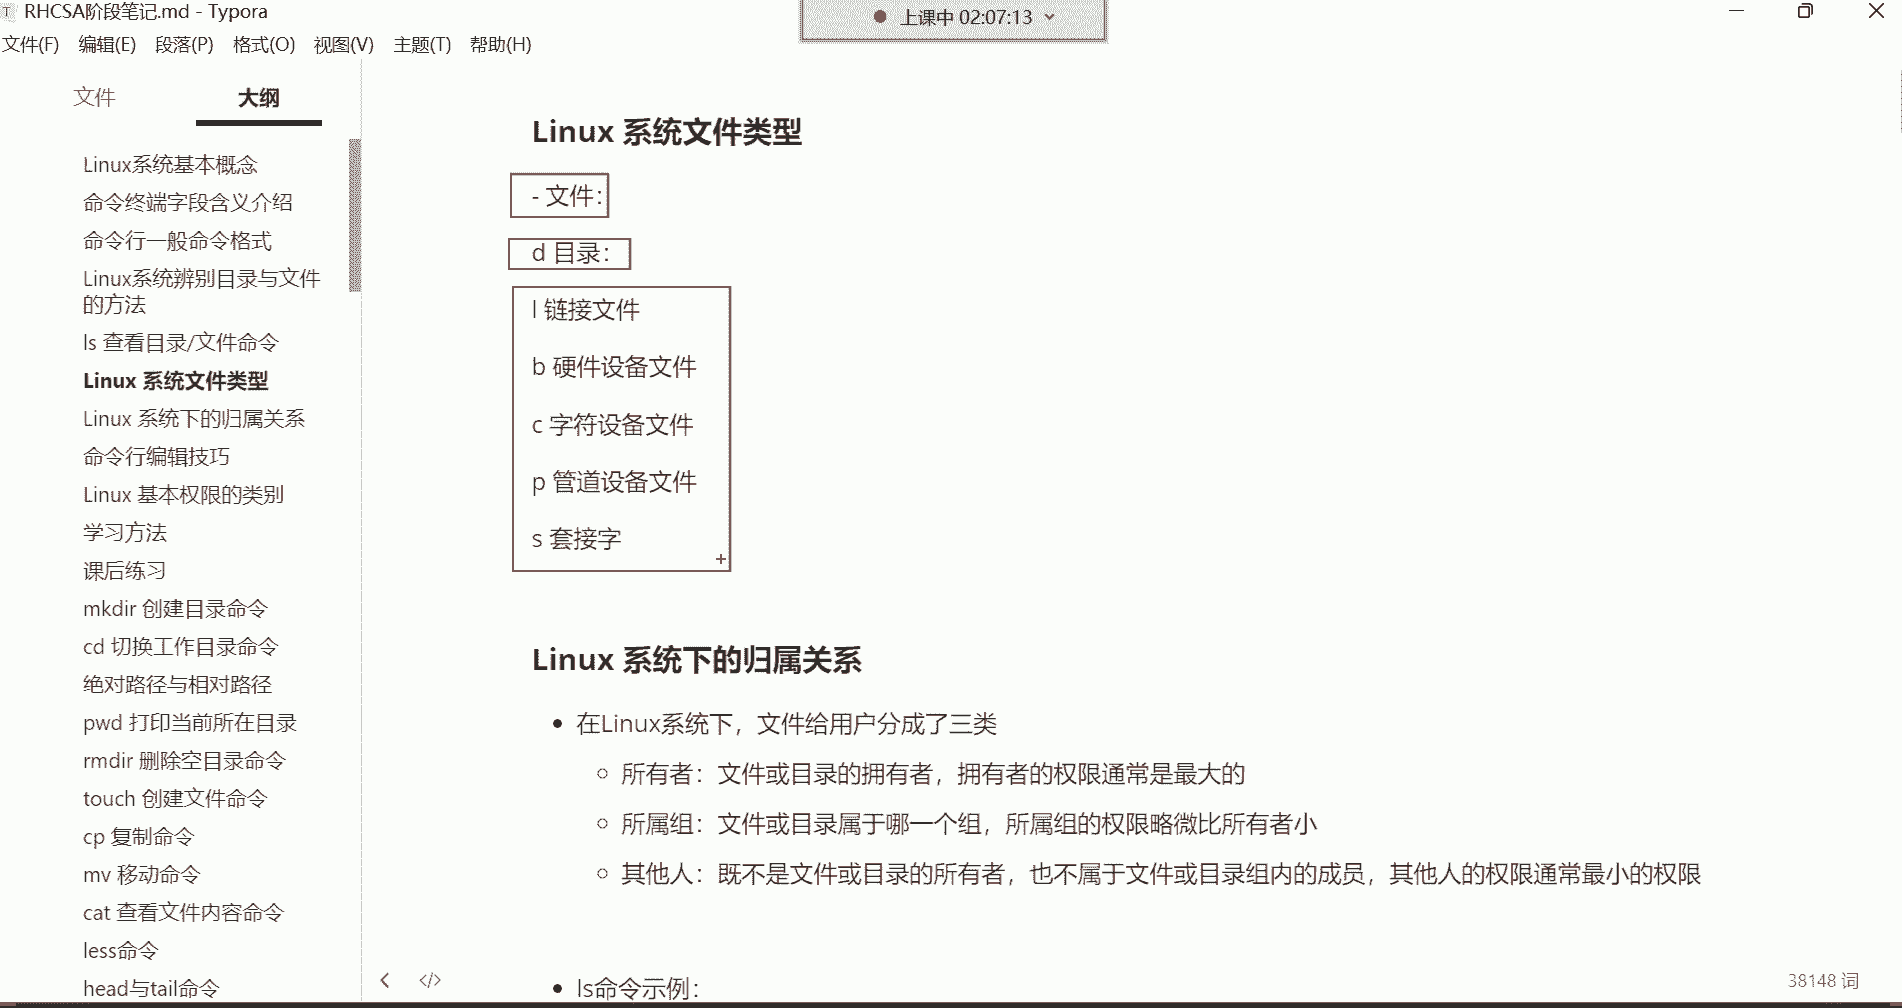 RHCSA阶段笔记.md - Typora
上课中 02:07:13
文件(F) 编辑(E) 段落(P) 格式(O) 视图(V) 主题(T) 帮助(H)
文件 大纲
Linux系统基本概念
命令终端字段含义介绍
命令行一般命令格式
Linux系统辨别目录与文件
的方法
ls 查看目录/文件命令
Linux 系统文件类型
Linux 系统下的归属关系
命令行编辑技巧
Linux 基本权限的类别
学习方法
课后练习
mkdir 创建目录命令
cd 切换工作目录命令
绝对路径与相对路径
pwd 打印当前所在目录
rmdir 删除空目录命令
touch 创建文件命令
cp 复制命令
mv 移动命令
cat 查看文件内容命令
less命令
head与tail命令
Linux 系统文件类型
- 文件：
d 目录：
l 链接文件
b 硬件设备文件
c 字符设备文件
p 管道设备文件
s 套接字
Linux 系统下的归属关系
• 在Linux系统下，文件给用户分成了三类
◦ 所有者：文件或目录的拥有者，拥有者的权限通常是最大的
◦ 所属组：文件或目录属于哪一个组，所属组的权限略微比所有者小
◦ 其他人：既不是文件或目录的所有者，也不属于文件或目录组内的成员，其他人的权限通常最小的权限
• ls命令示例：
38148 词